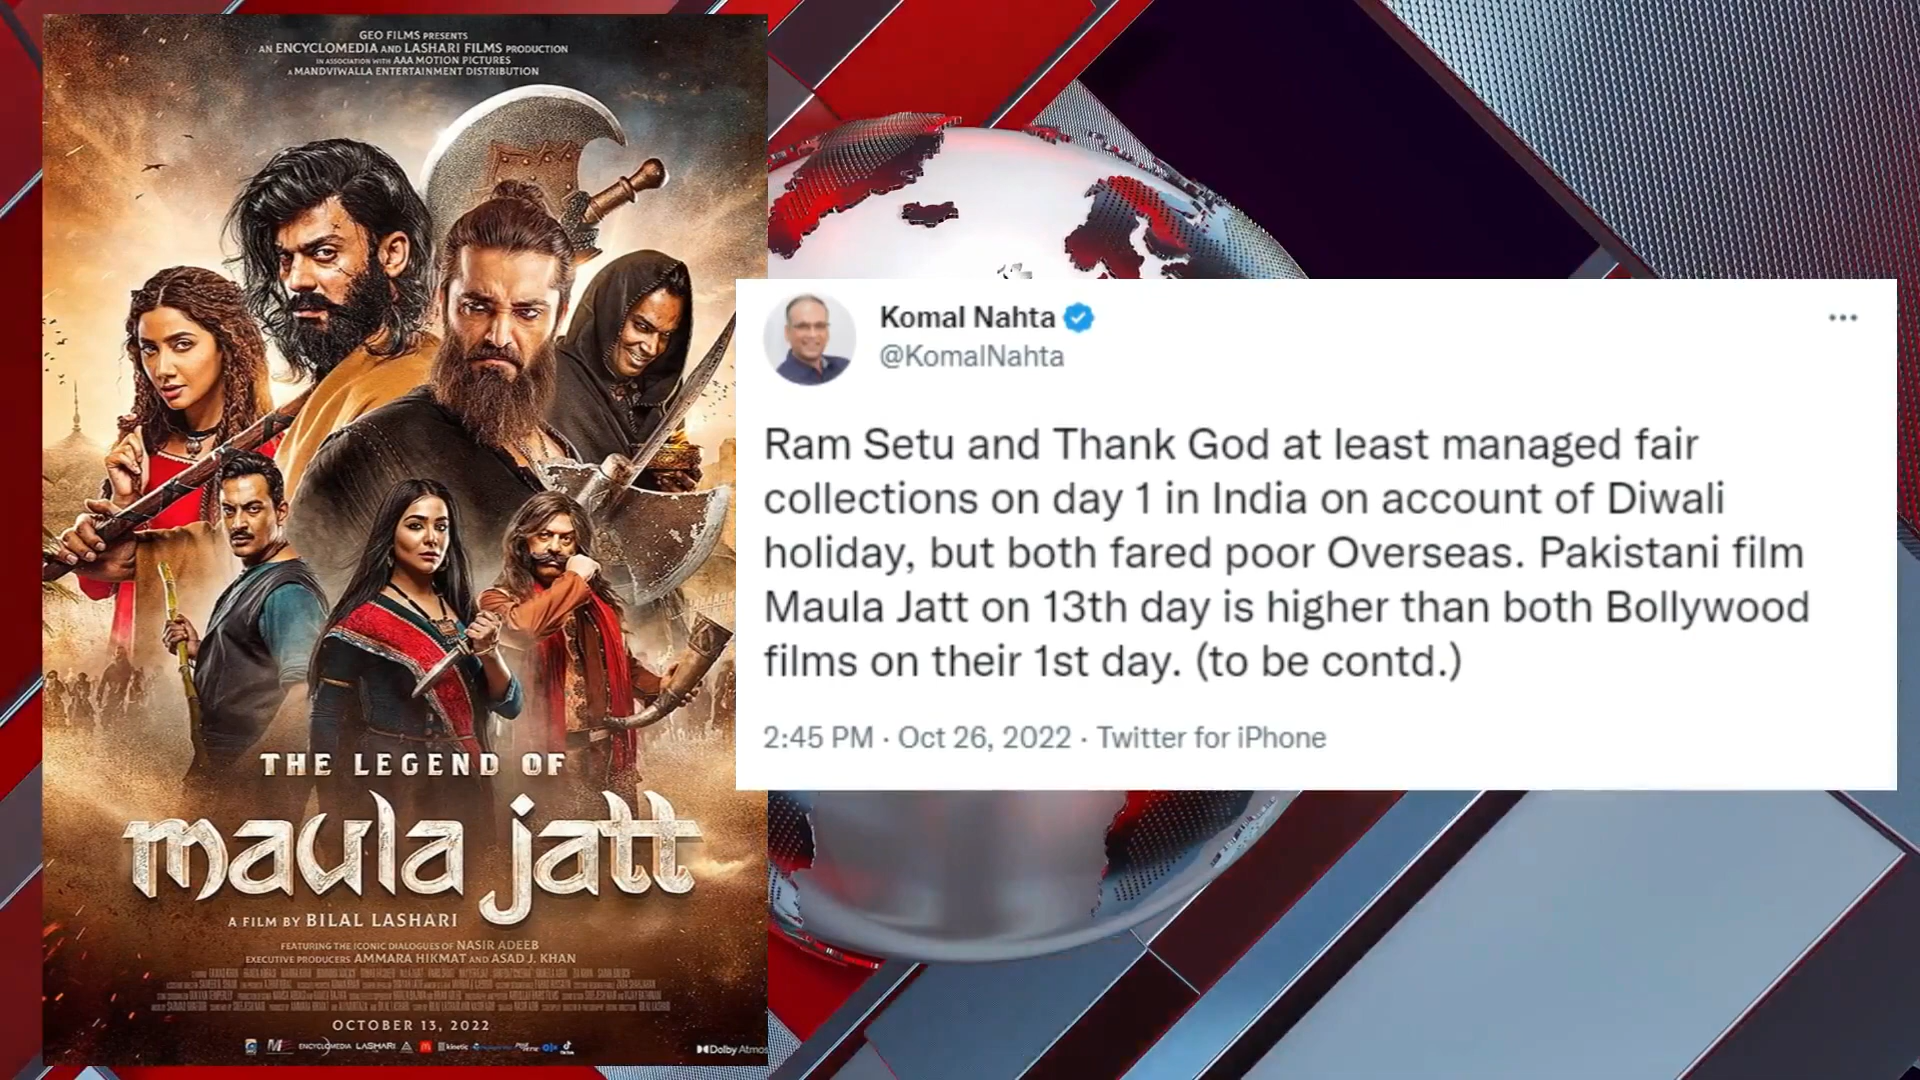 GEO FILMS PRESENTS
AN ENCYCLOMEDIA AND LASHARI FILMS PRODUCTION
IN ASSOCIATION WITH AAA MOTION PICTURES
A MANDVIWALLA ENTERTAINMENT DISTRIBUTION
THE LEGEND OF
maula jatt
A FILM BY BILAL LASHARI
FEATURING THE ICONIC DIALOGUES OF NASIR ADEEB
EXECUTIVE PRODUCERS AMMARA HIKMAT AND ASAD J. KHAN
OCTOBER 13, 2022
ENCYCLOMEDIA LASHARI kinetic
Dolby Atmos
Komal Nahta
@KomalNahta
Ram Setu and Thank God at least managed fair
collections on day 1 in India on account of Diwali
holiday, but both fared poor Overseas. Pakistani film
Maula Jatt on 13th day is higher than both Bollywood
films on their 1st day. (to be contd.)
2:45 PM · Oct 26, 2022 · Twitter for iPhone